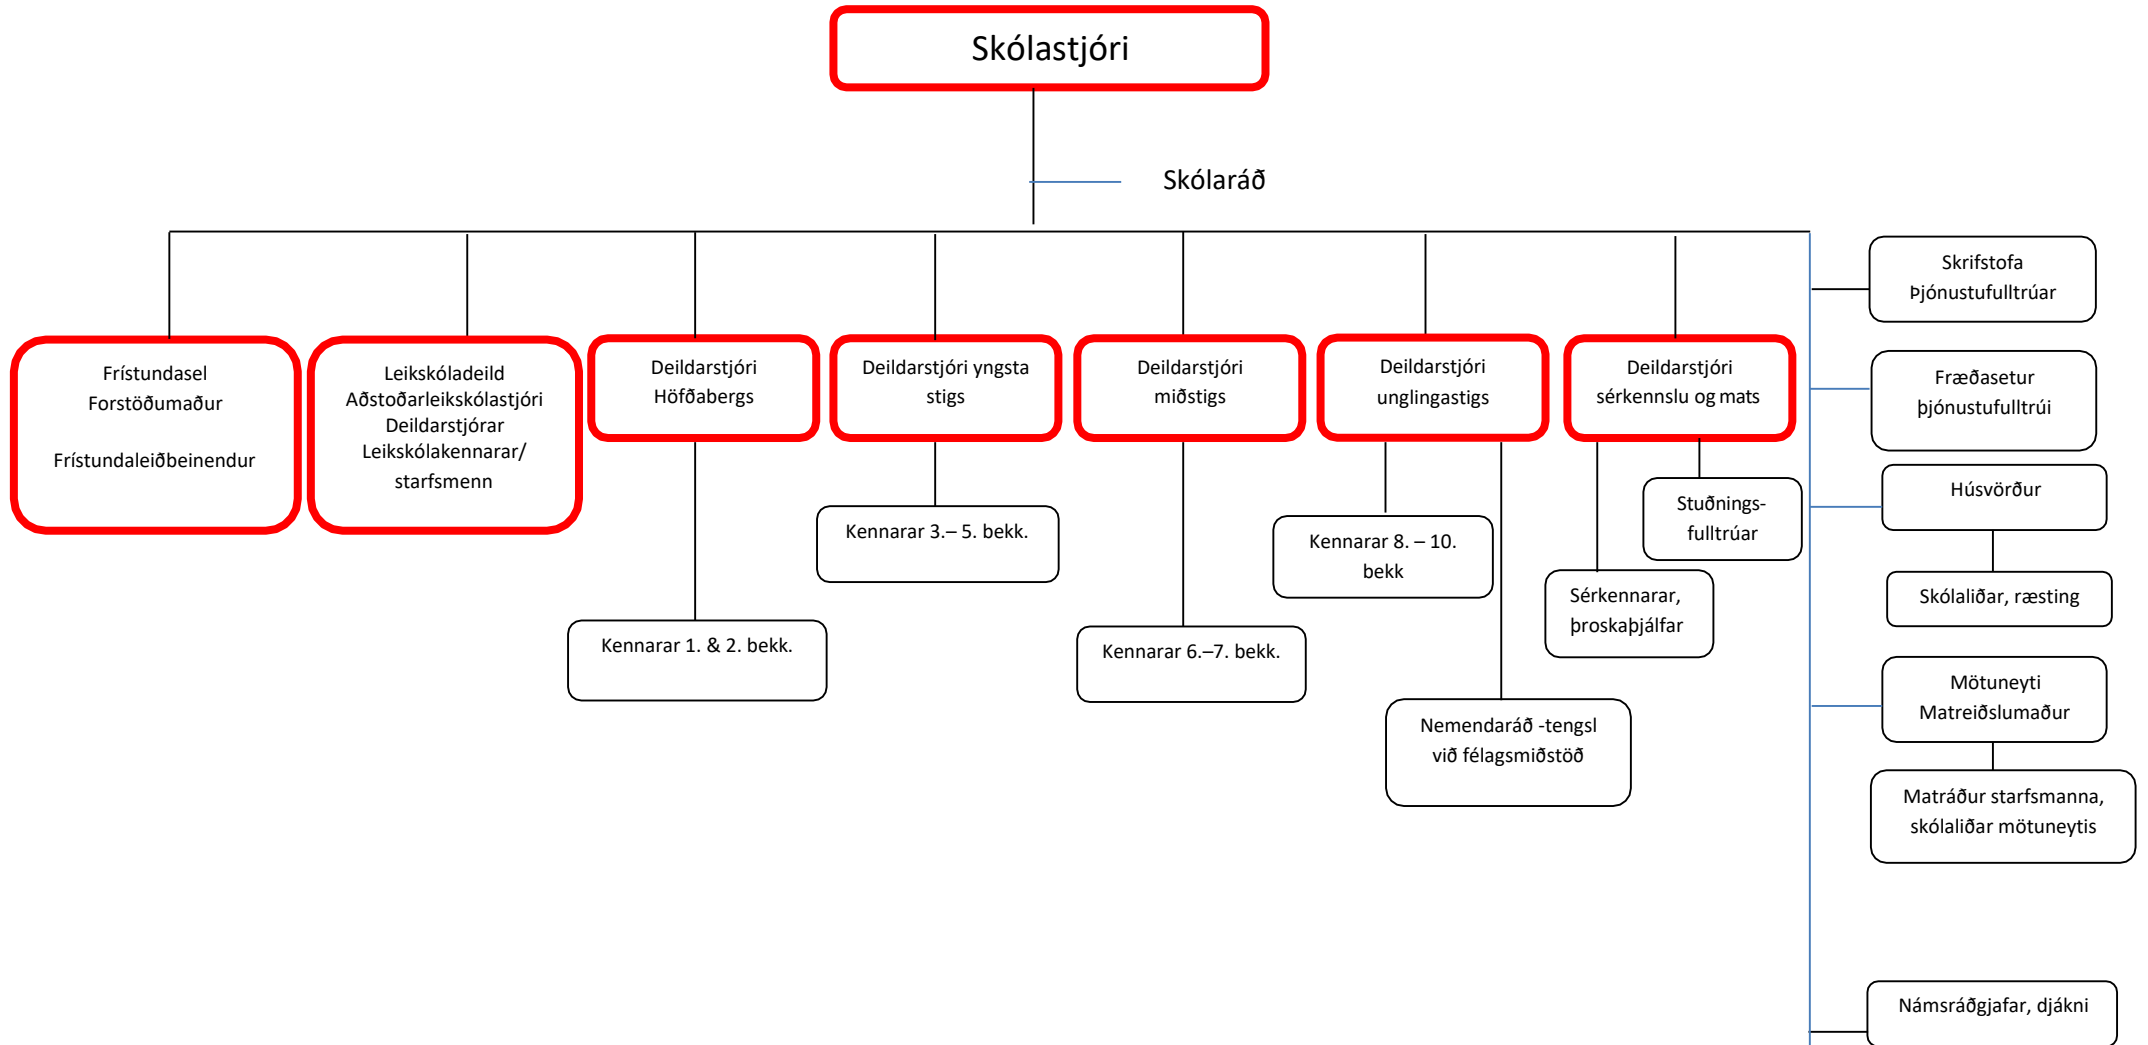 Skólastjóri
Skólaráð
Frístundasel
Forstöðumaður
Frístundaleiðbeinendur
Leikskóladeild
Aðstoðarleikskólastjóri
Deildarstjórar
Leikskólakennarar/
starfsmenn
Deildarstjóri
Höfðabergs
Deildarstjóri yngsta
stigs
Deildarstjóri
miðstigs
Deildarstjóri
unglingastigs
Deildarstjóri
sérkennslu og mats
Kennarar 1. & 2. bekk.
Kennarar 3.– 5. bekk.
Kennarar 6.–7. bekk.
Kennarar 8. – 10.
bekk
Nemendaráð -tengsl
við félagsmiðstöð
Sérkennarar,
þroskaþjálfar
Stuðnings-
fulltrúar
Skrifstofa
Þjónustufulltrúar
Fræðasetur
þjónustufulltrúi
Húsvörður
Skólaliðar, ræsting
Mötuneyti
Matreiðslumaður
Matráður starfsmanna,
skólaliðar mötuneytis
Námsráðgjafar, djákni